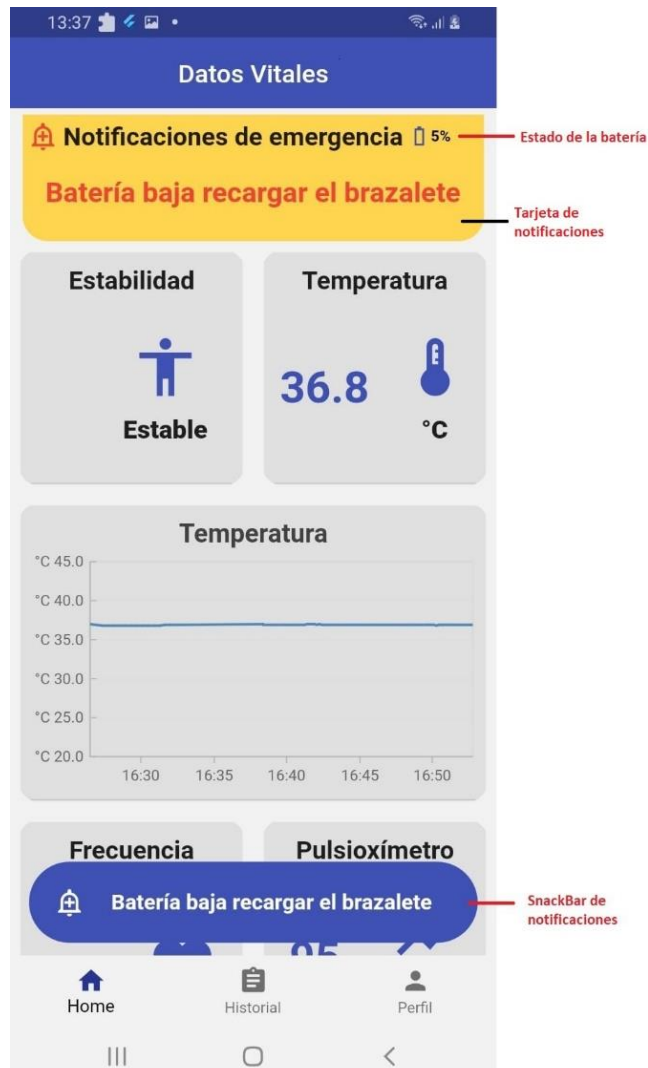 13:37
Datos Vitales
Notificaciones de emergencia 5%
Estado de la batería
Batería baja recargar el brazalete
Tarjeta de
notificaciones
Estabilidad
Temperatura
36.8
Estable
°C
Temperatura
°C 45.0
°C 40.0
°C 35.0
°C 30.0
°C 25.0
°C 20.0
16:30 16:35 16:40 16:45 16:50
Frecuencia
Pulsioxímetro
Batería baja recargar el brazalete
SnackBar de
notificaciones
Home
Historial
Perfil